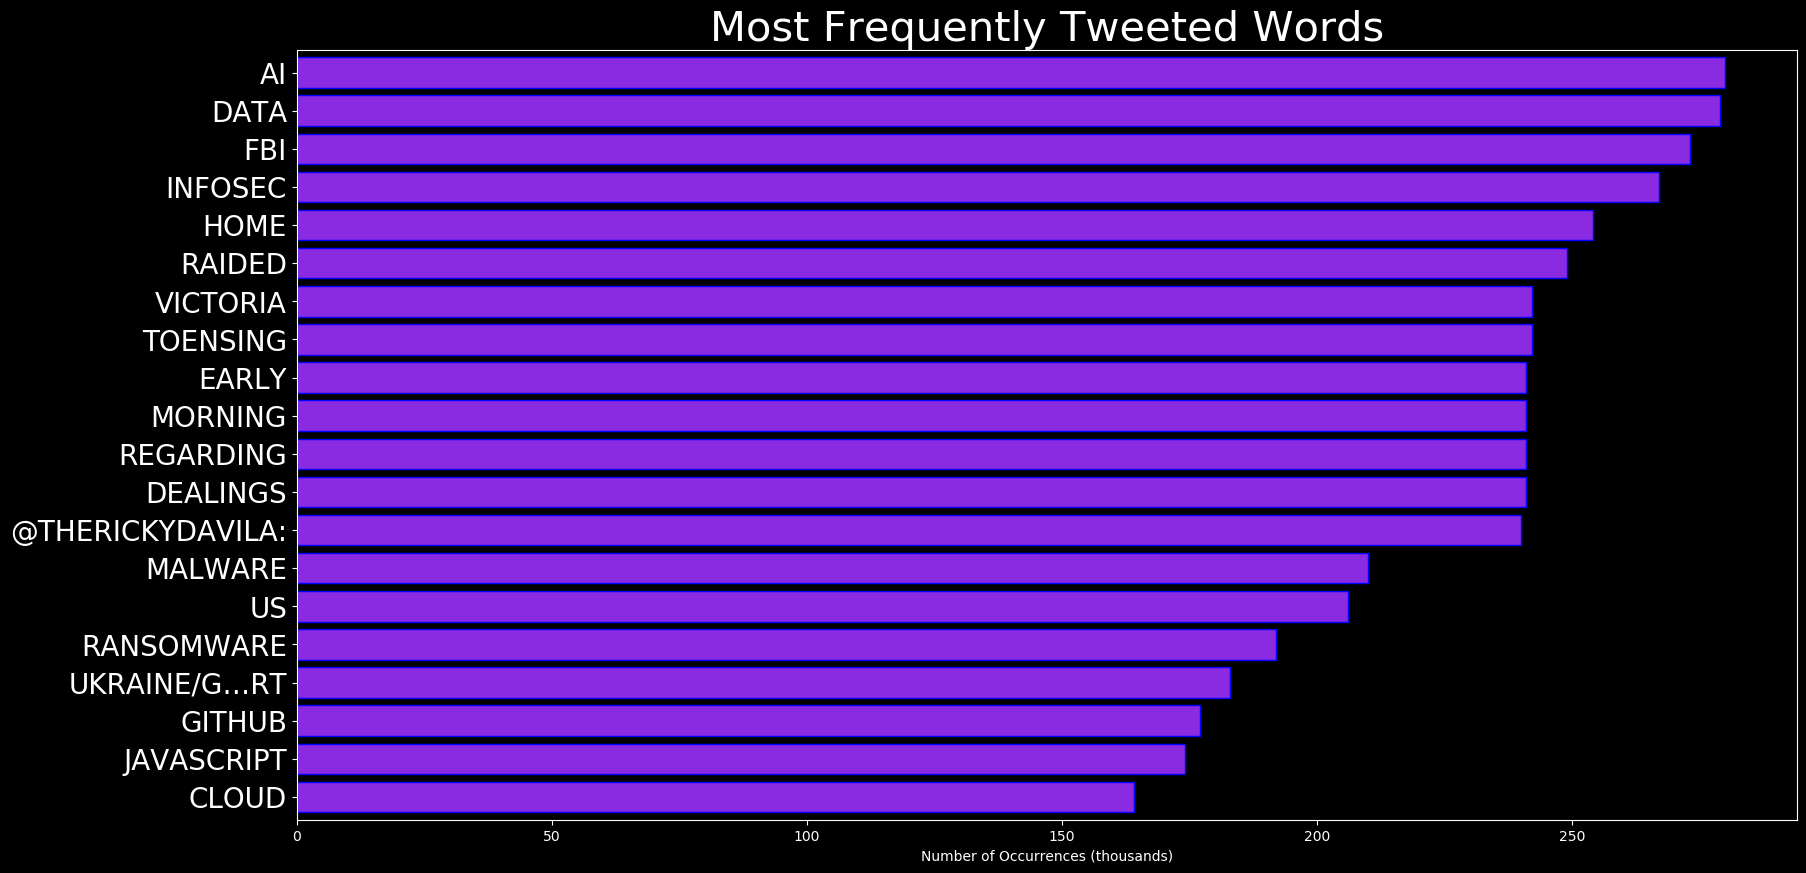 Most Frequently Tweeted Words
AI
DATA
FBI
INFOSEC
HOME
RAIDED
VICTORIA
TOENSING
EARLY
MORNING
REGARDING
DEALINGS
@THERICKYDAVILA:
MALWARE
US
RANSOMWARE
UKRAINE/G…RT
GITHUB
JAVASCRIPT
CLOUD
0 50 100 150 200 250
Number of Occurrences (thousands)